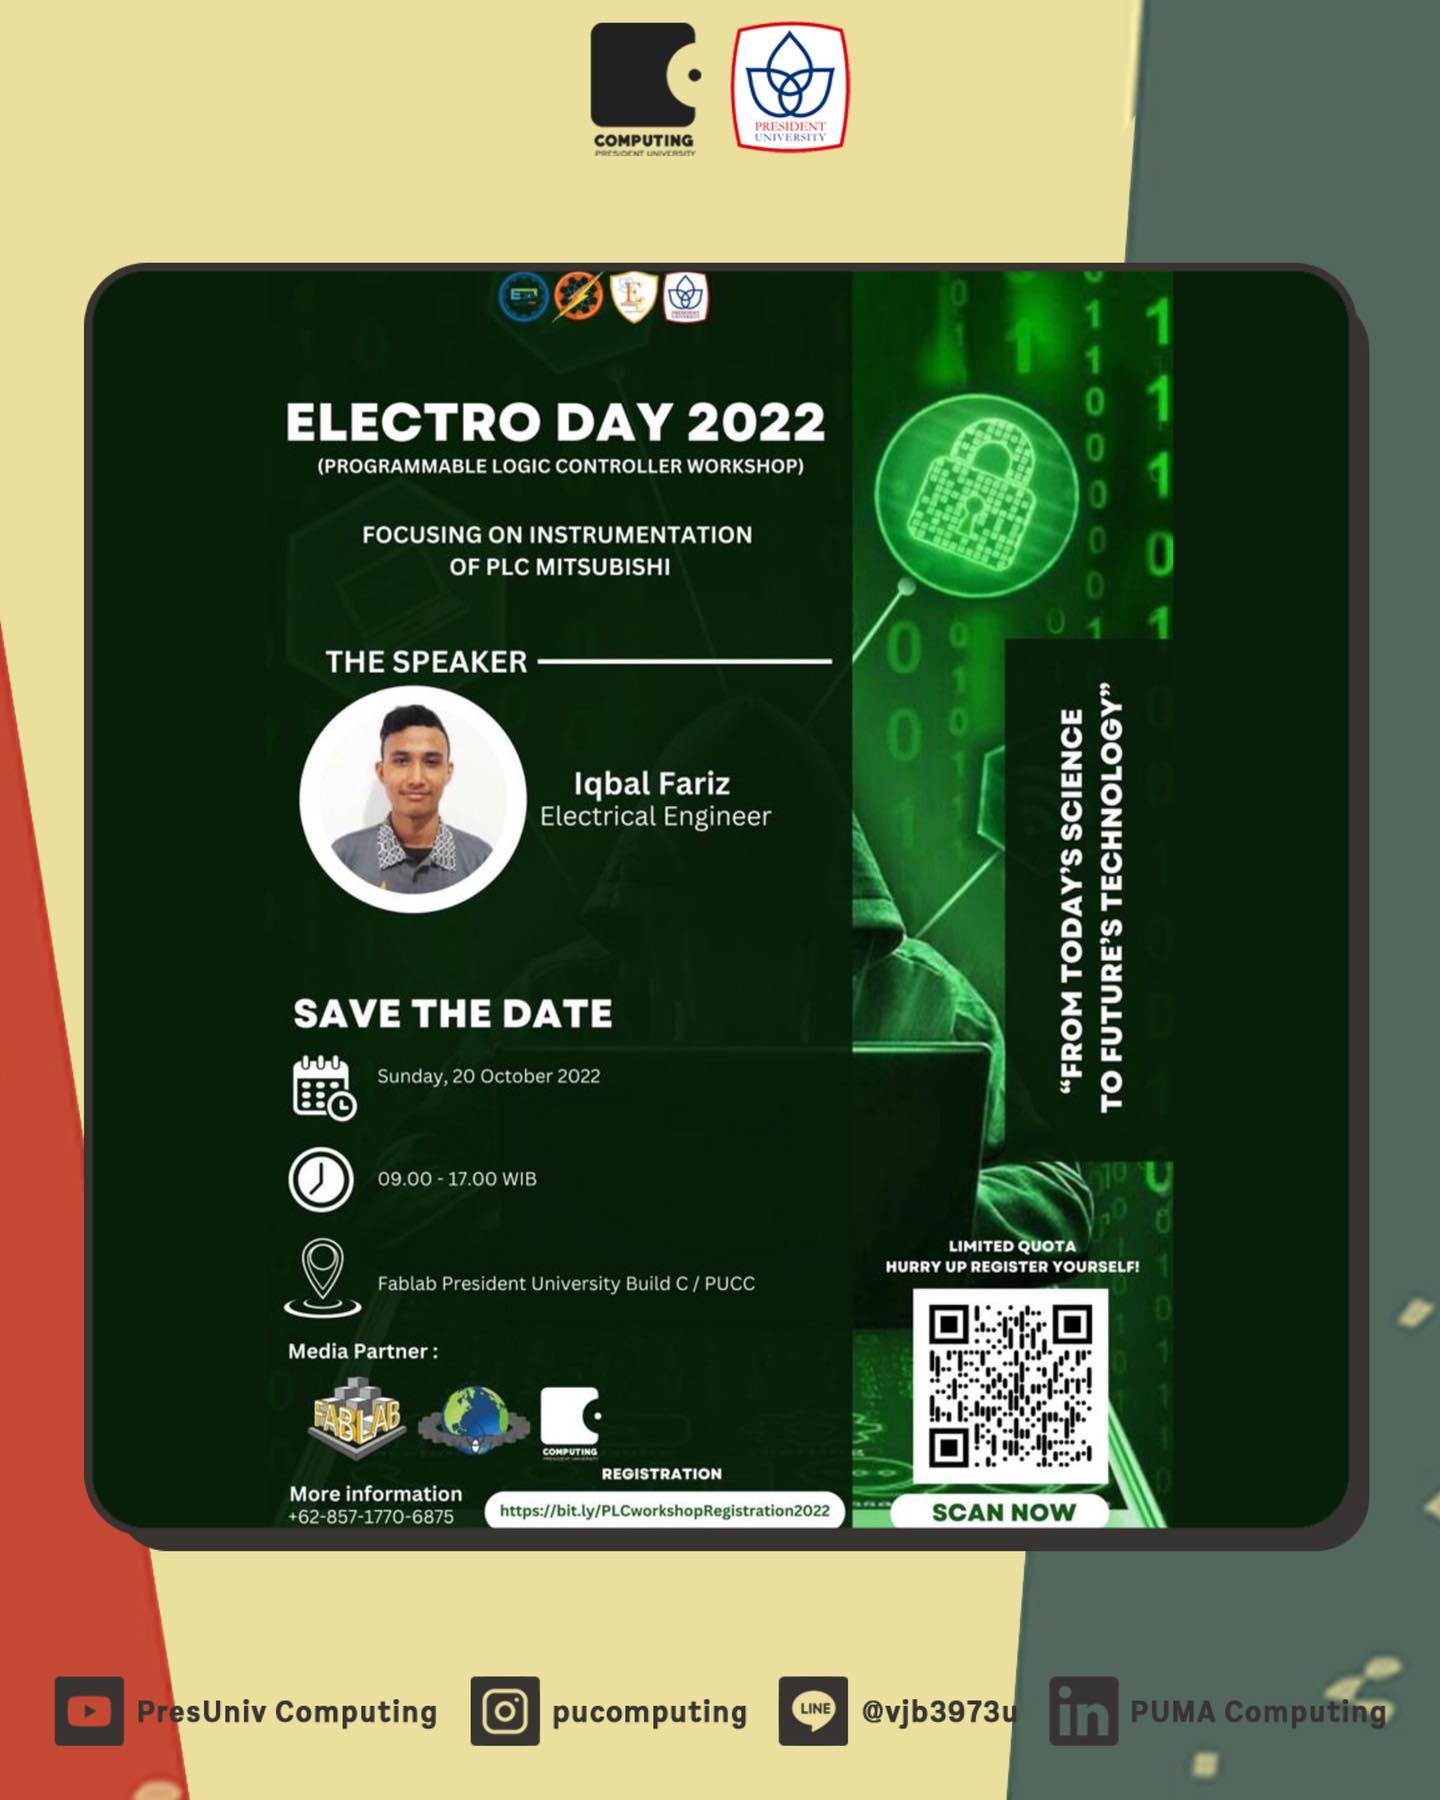 COMPUTING
PRESIDENT UNIVERSITY
PRESIDENT
UNIVERSITY
ELECTRO DAY 2022
(PROGRAMMABLE LOGIC CONTROLLER WORKSHOP)
FOCUSING ON INSTRUMENTATION
OF PLC MITSUBISHI
THE SPEAKER
Iqbal Fariz
Electrical Engineer
“FROM TODAY’S SCIENCE
TO FUTURE’S TECHNOLOGY”
SAVE THE DATE
Sunday, 20 October 2022
09.00 - 17.00 WIB
Fablab President University Build C / PUCC
Media Partner :
FABLAB
COMPUTING
PRESIDENT UNIVERSITY
More information
+62-857-1770-6875
REGISTRATION
https://bit.ly/PLCworkshopRegistration2022
LIMITED QUOTA
HURRY UP REGISTER YOURSELF!
SCAN NOW
PresUniv Computing
pucomputing
LINE
@vjb3973u
in
PUMA Computing